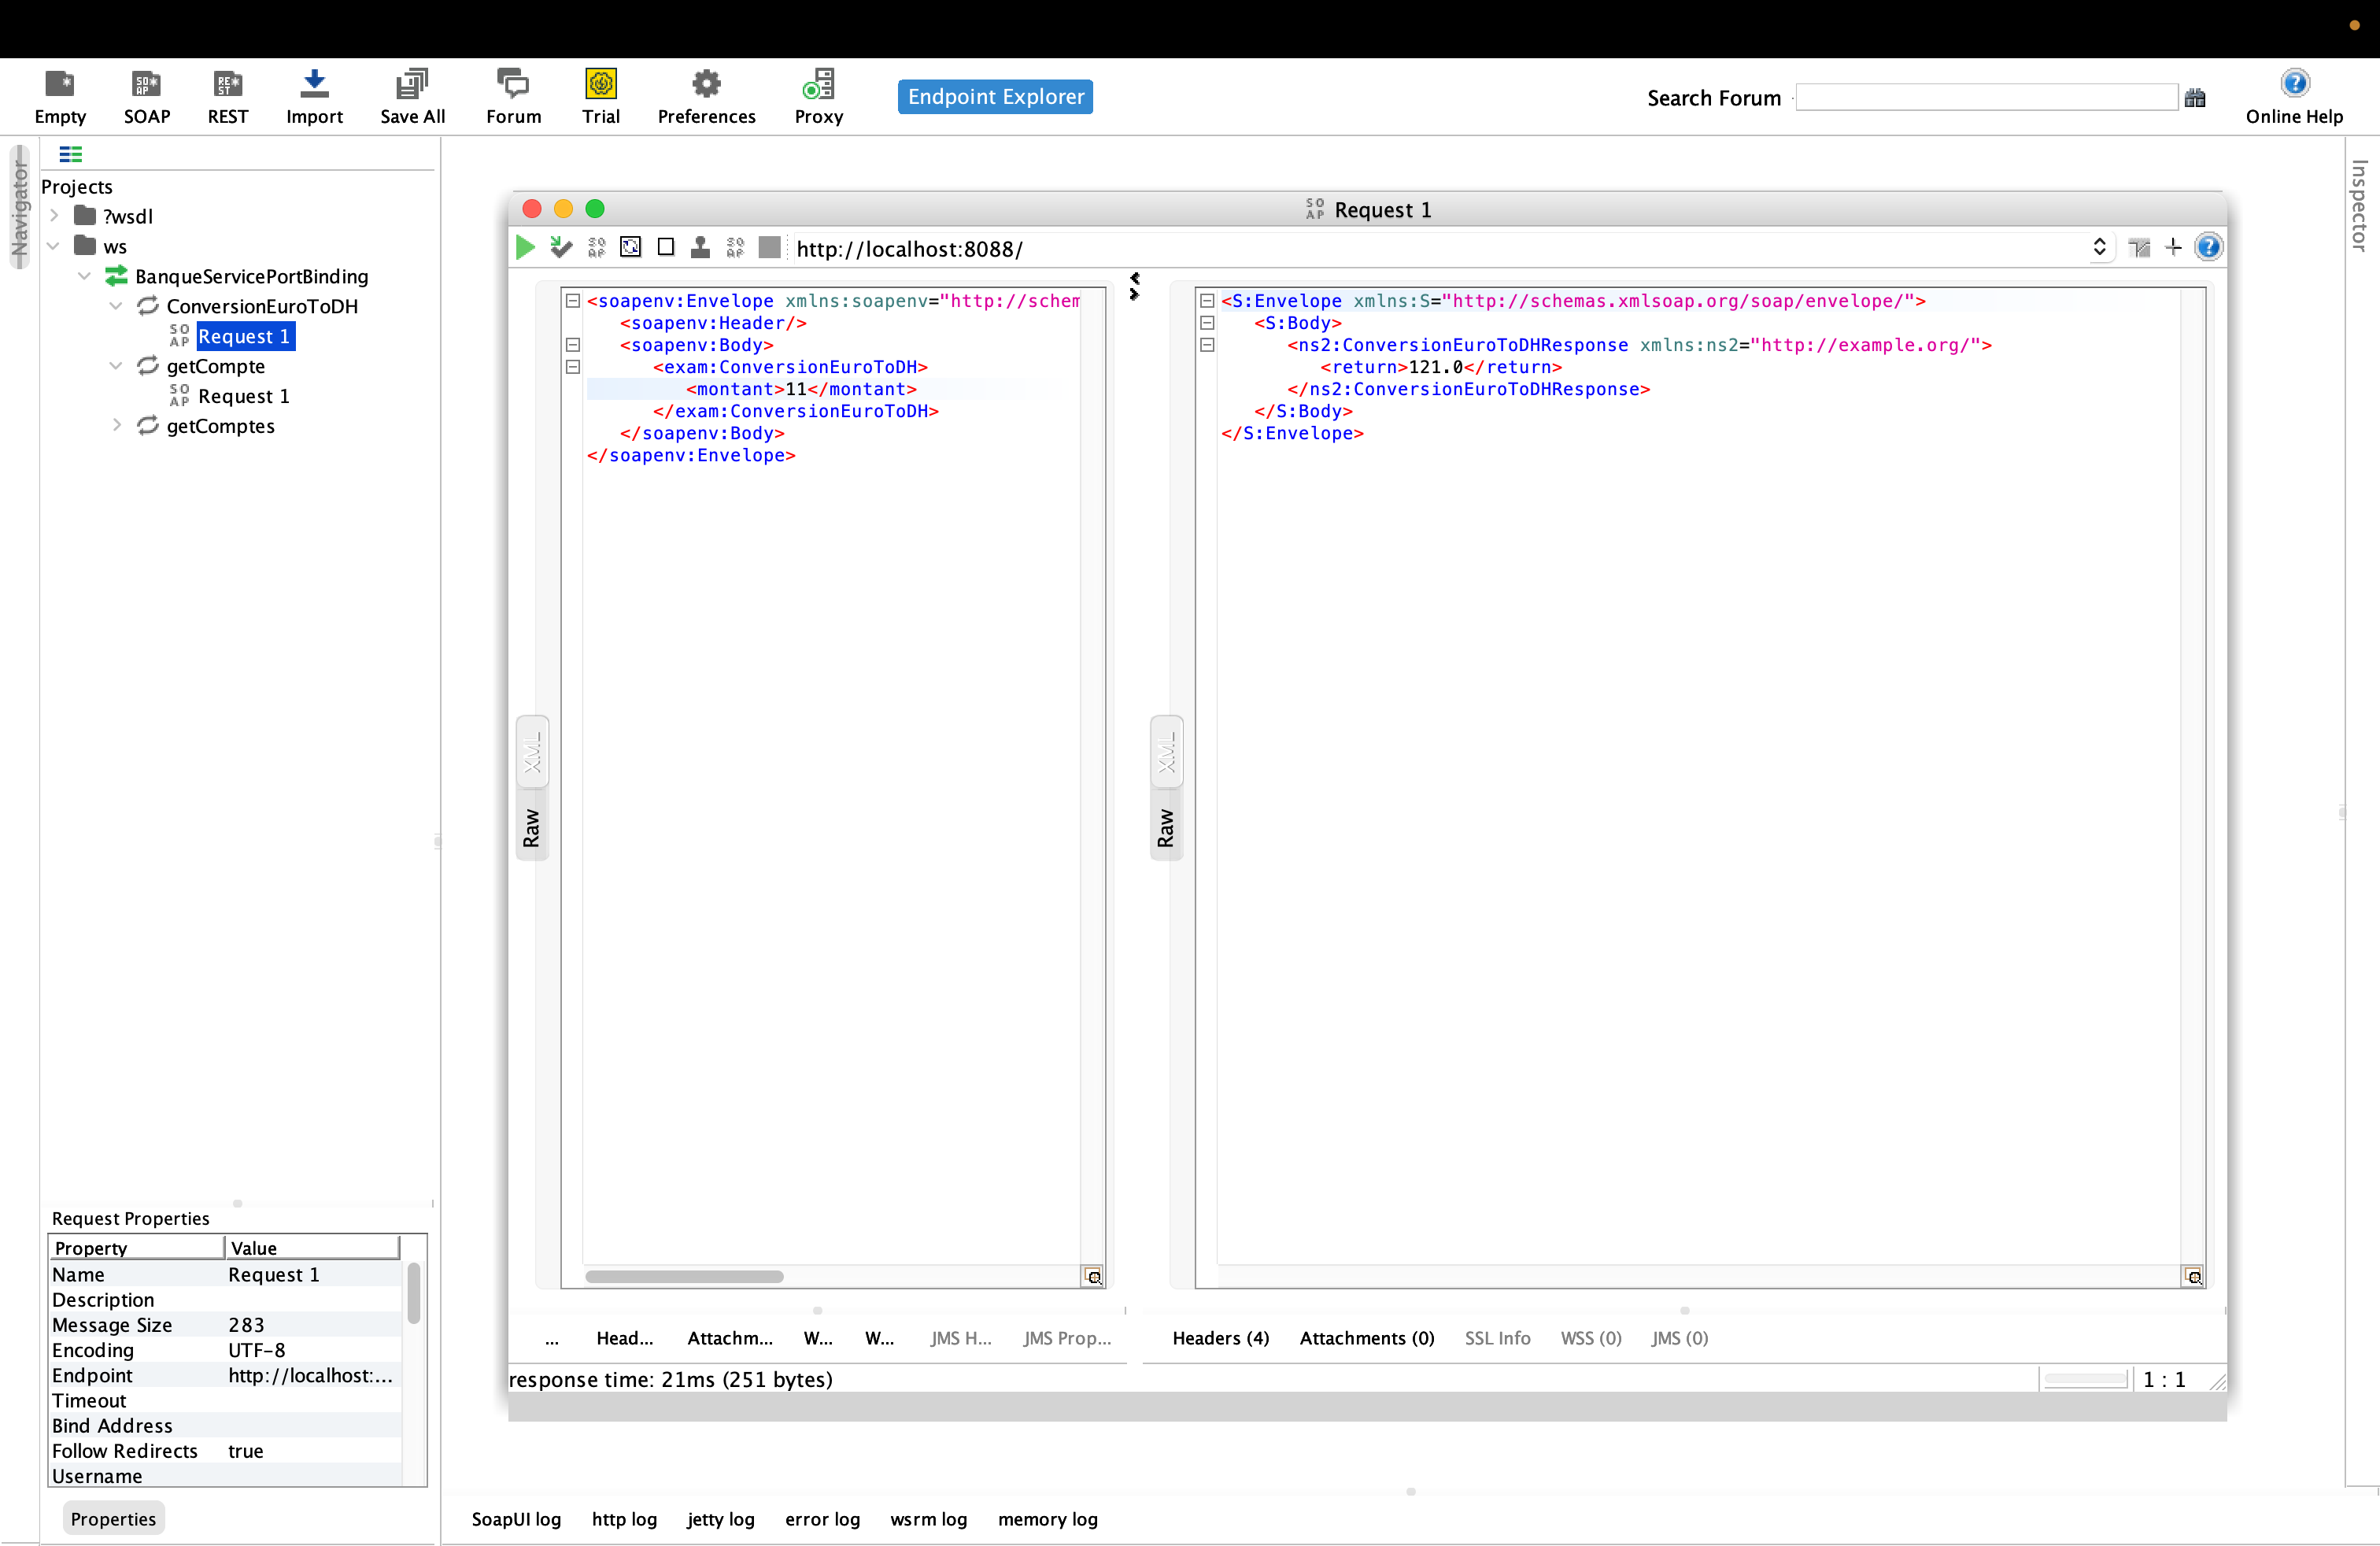 Empty
SOAP
REST
Import
Save All
Forum
Trial
Preferences
Proxy
Endpoint Explorer
Search Forum
Online Help
Navigator
Projects
?wsdl
ws
BanqueServicePortBinding
ConversionEuroToDH
SOAP Request 1
getCompte
SOAP Request 1
getComptes
Inspector
SOAP Request 1
http://localhost:8088/
<soapenv:Envelope xmlns:soapenv="http://schem
<soapenv:Header/>
<soapenv:Body>
<exam:ConversionEuroToDH>
<montant>11</montant>
</exam:ConversionEuroToDH>
</soapenv:Body>
</soapenv:Envelope>
XML
Raw
<S:Envelope xmlns:S="http://schemas.xmlsoap.org/soap/envelope/">
<S:Body>
<ns2:ConversionEuroToDHResponse xmlns:ns2="http://example.org/">
<return>121.0</return>
</ns2:ConversionEuroToDHResponse>
</S:Body>
</S:Envelope>
XML
Raw
... Head... Attachm... W... W... JMS H... JMS Prop...
Headers (4) Attachments (0) SSL Info WSS (0) JMS (0)
response time: 21ms (251 bytes)
1 : 1
Request Properties
Property Value
Name Request 1
Description
Message Size 283
Encoding UTF-8
Endpoint http://localhost:...
Timeout
Bind Address
Follow Redirects true
Username
Properties
SoapUI log http log jetty log error log wsrm log memory log